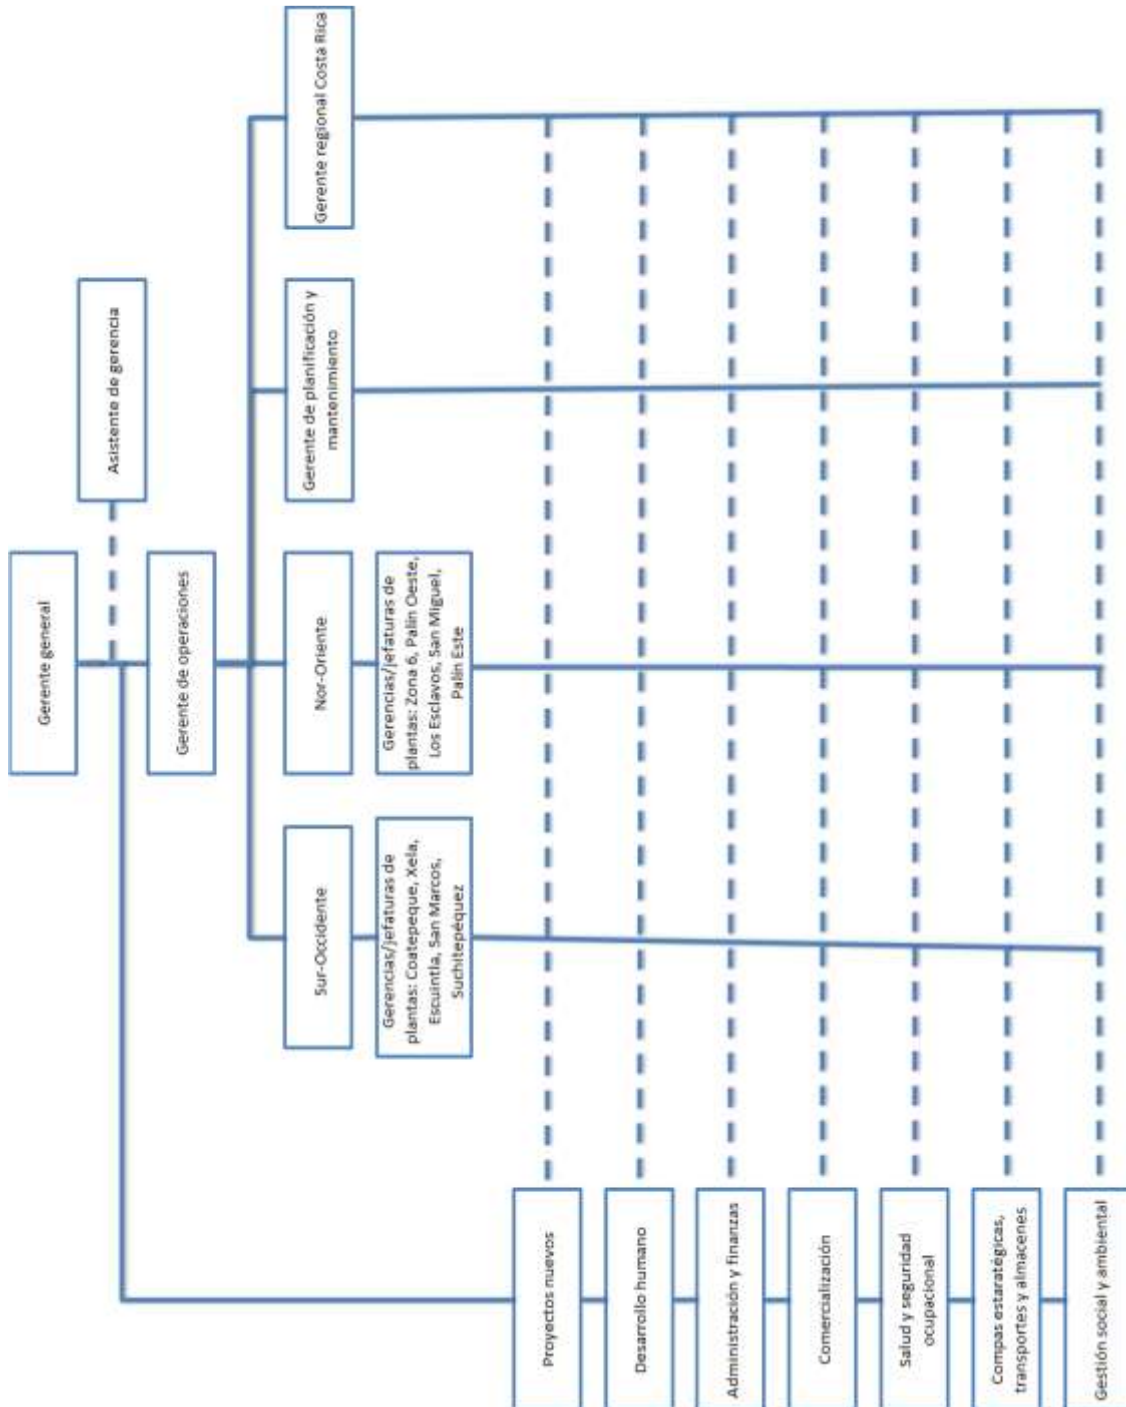 Gerente general
Asistente de gerencia
Gerente de operaciones
Sur-Occidente
Nor-Oriente
Gerente de planificación y
mantenimiento
Gerente regional Costa Rica
Gerencias/jefaturas de
plantas: Coatepeque, Xela,
Escuintla, San Marcos,
Suchitepéquez
Gerencias/jefaturas de
plantas: Zona 6, Palín Oeste,
Los Esclavos, San Miguel,
Palín Este
Proyectos nuevos
Desarrollo humano
Administración y finanzas
Comercialización
Salud y seguridad
ocupacional
Compas estaratégicas,
transportes y almacenes
Gestión social y ambiental